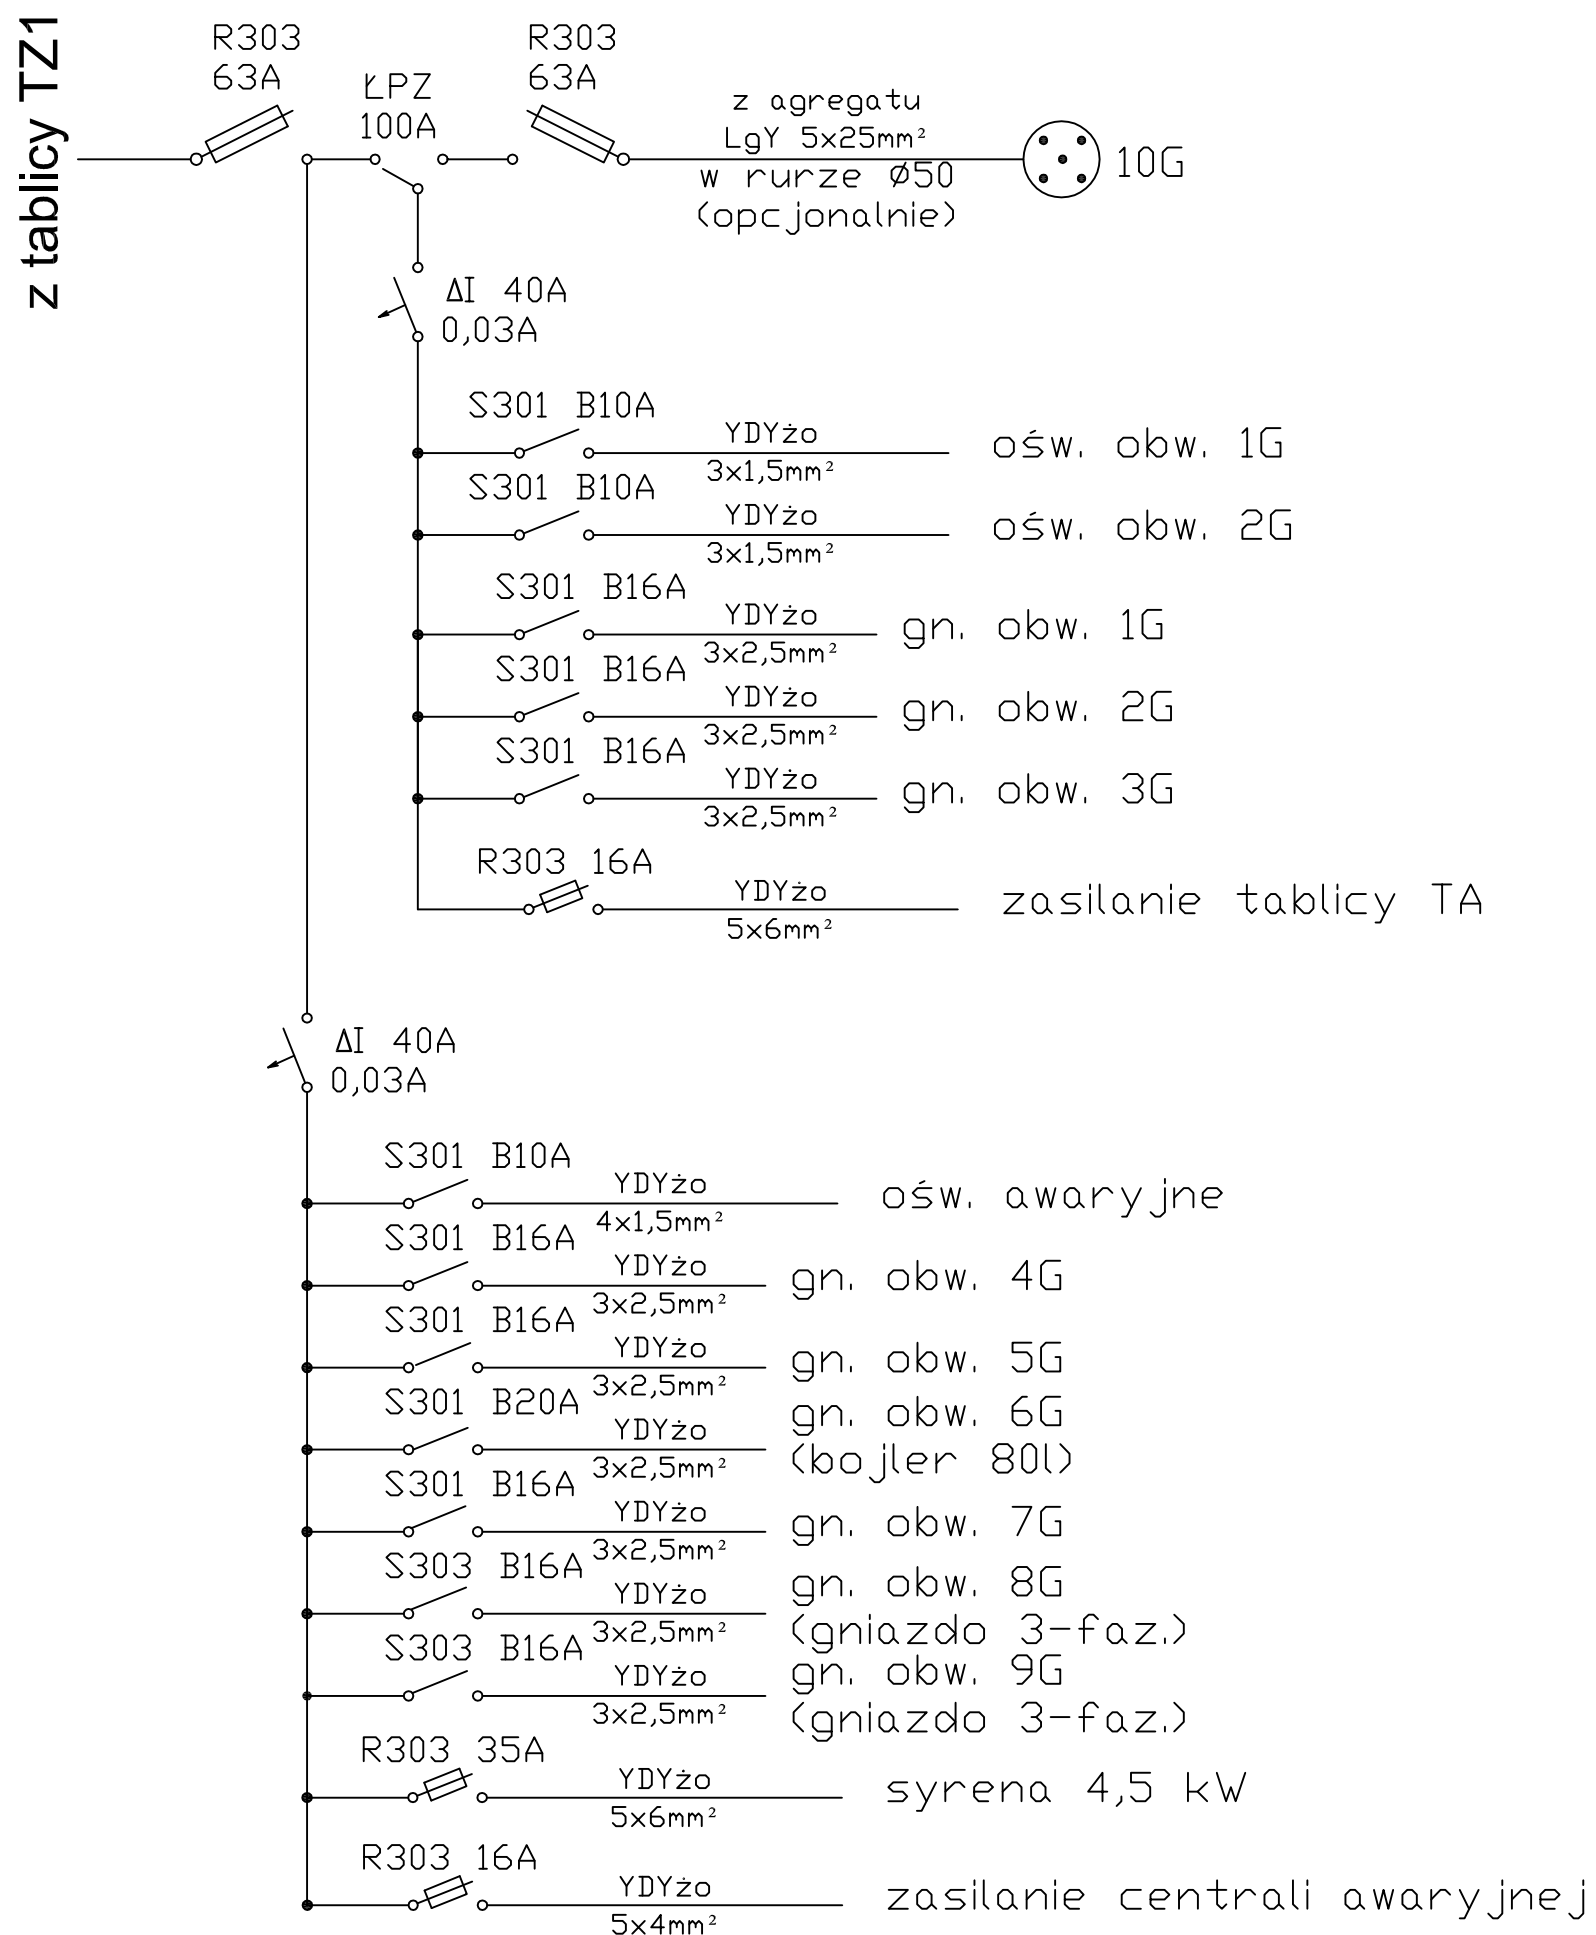 z tablicy TZ1
R303
63A
ŁPZ
100A
R303
63A
z agregatu
LgY 5x25mm²
w rurze Ø50
(opcjonalnie)
10G
ΔI 40A
0,03A
S301 B10A
YDYżo
3x1,5mm²
ośw. obw. 1G
S301 B10A
YDYżo
3x1,5mm²
ośw. obw. 2G
S301 B16A
YDYżo
3x2,5mm²
gn. obw. 1G
S301 B16A
YDYżo
3x2,5mm²
gn. obw. 2G
S301 B16A
YDYżo
3x2,5mm²
gn. obw. 3G
R303 16A
YDYżo
5x6mm²
zasilanie tablicy TA
ΔI 40A
0,03A
S301 B10A
YDYżo
4x1,5mm²
ośw. awaryjne
S301 B16A
YDYżo
3x2,5mm²
gn. obw. 4G
S301 B16A
YDYżo
3x2,5mm²
gn. obw. 5G
S301 B20A
YDYżo
3x2,5mm²
gn. obw. 6G
(bojler 80l)
S301 B16A
YDYżo
3x2,5mm²
gn. obw. 7G
S303 B16A
YDYżo
3x2,5mm²
gn. obw. 8G
(gniazdo 3-faz.)
S303 B16A
YDYżo
3x2,5mm²
gn. obw. 9G
(gniazdo 3-faz.)
R303 35A
YDYżo
5x6mm²
syrena 4,5 kW
R303 16A
YDYżo
5x4mm²
zasilanie centrali awaryjnej